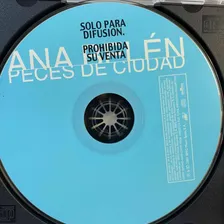 SOLO PARA
DIFUSIÓN.
PROHIBIDA
SU VENTA
ANA BELÉN
PECES DE CIUDAD